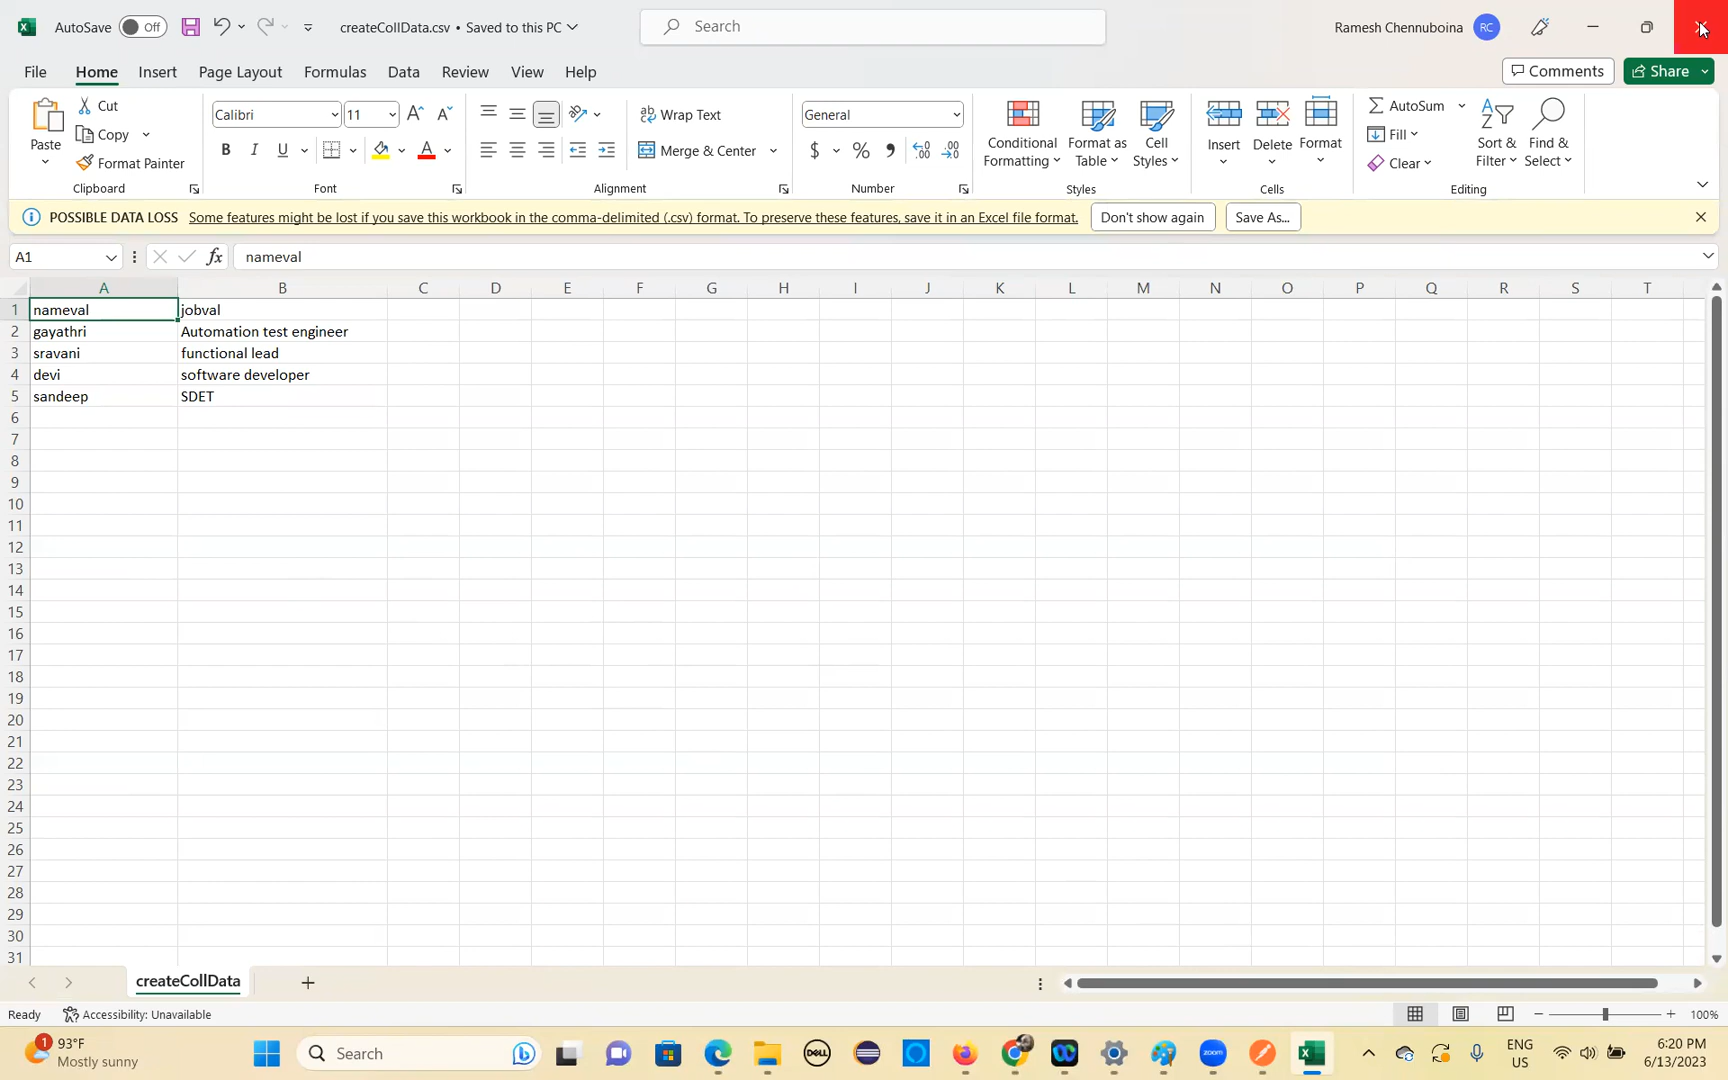 AutoSave Off createCollData.csv • Saved to this PC Search Ramesh Chennuboina RC
File Home Insert Page Layout Formulas Data Review View Help Comments Share
Paste Cut Copy Format Painter Clipboard
Calibri 11 B I U A Font
Wrap Text Merge & Center Alignment
General $ % Number
Conditional Formatting Format as Table Cell Styles Styles
Insert Delete Format Cells
AutoSum Fill Clear Sort & Filter Find & Select Editing
POSSIBLE DATA LOSS Some features might be lost if you save this workbook in the comma-delimited (.csv) format. To preserve these features, save it in an Excel file format. Don't show again Save As...
A1 fx nameval
A B C D E F G H I J K L M N O P Q R S T
1 nameval jobval
2 gayathri Automation test engineer
3 sravani functional lead
4 devi software developer
5 sandeep SDET
6
7
8
9
10
11
12
13
14
15
16
17
18
19
20
21
22
23
24
25
26
27
28
29
30
31
createCollData
Ready Accessibility: Unavailable 100%
1 93°F Mostly sunny Search DELL zoom ENG US 6:20 PM 6/13/2023